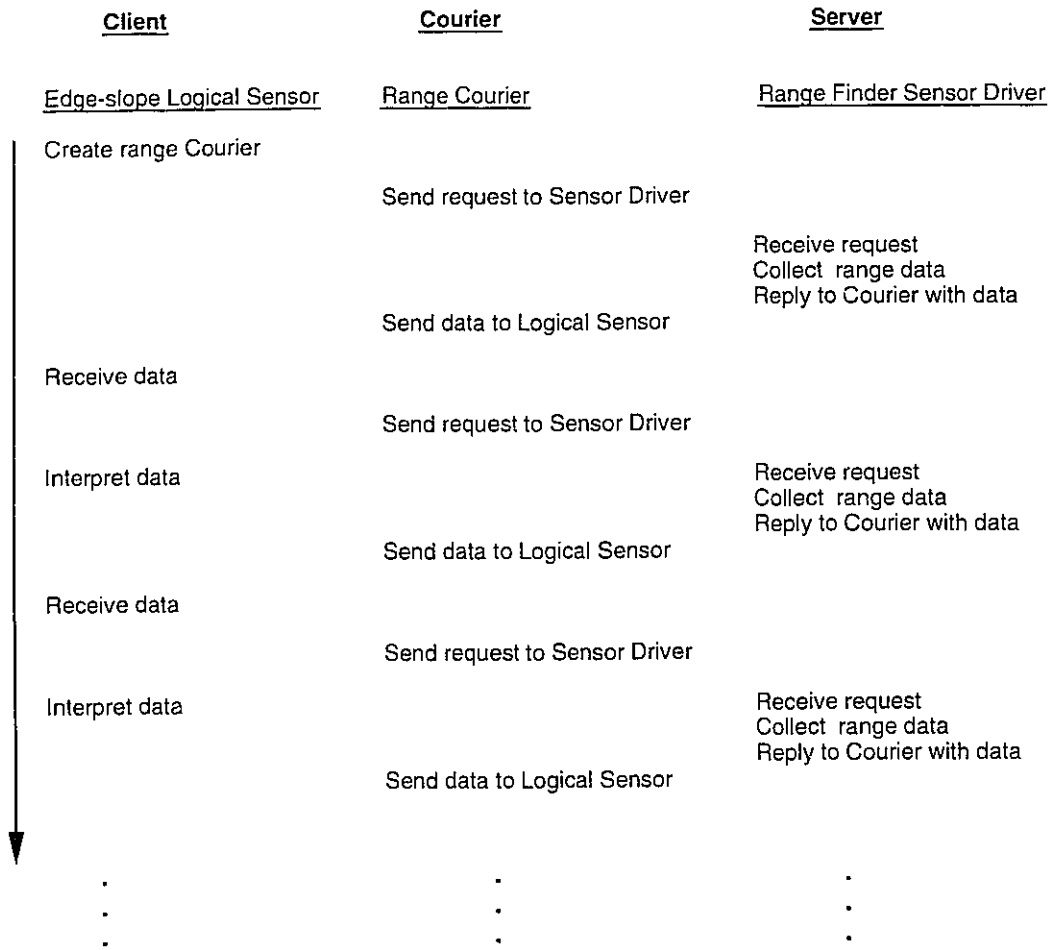 Client Courier Server
Edge-slope Logical Sensor Range Courier Range Finder Sensor Driver
Create range Courier
Send request to Sensor Driver
Receive request
Collect range data
Reply to Courier with data
Send data to Logical Sensor
Receive data
Send request to Sensor Driver
Interpret data Receive request
Collect range data
Reply to Courier with data
Send data to Logical Sensor
Receive data
Send request to Sensor Driver
Interpret data Receive request
Collect range data
Reply to Courier with data
Send data to Logical Sensor
. . .
. . .
. . .